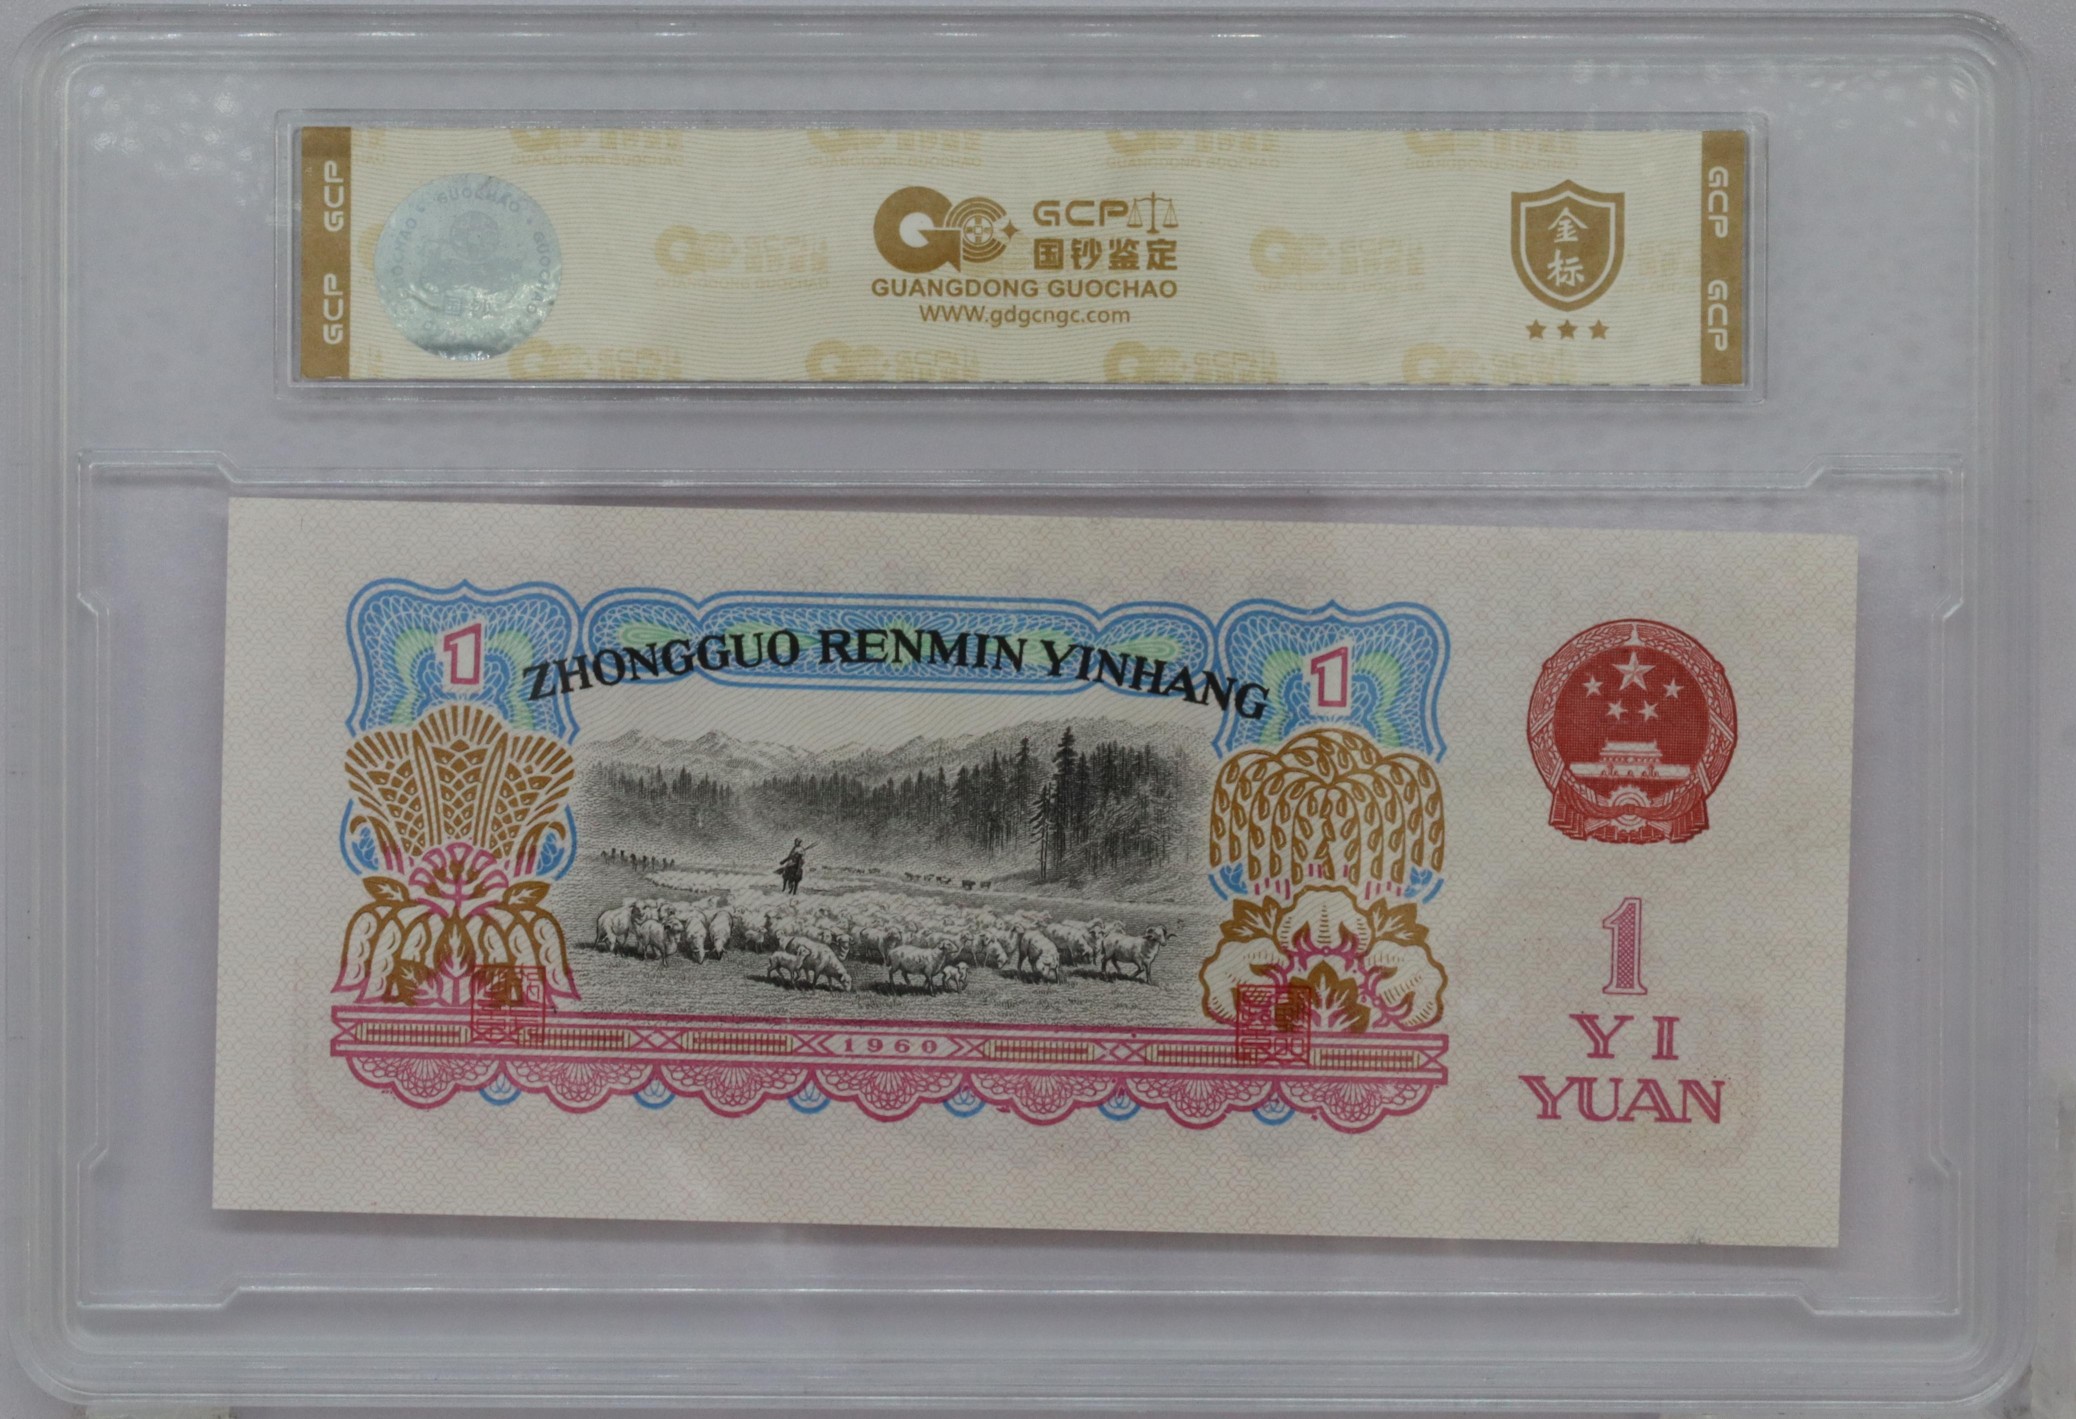 GCP
GCP
GUOCHAO
GCP
国钞鉴定
GUANGDONG GUOCHAO
WWW.gdgcngc.com
金标
GCP
GCP
1
ZHONGGUO RENMIN YINHANG
1
1960
1
YI
YUAN